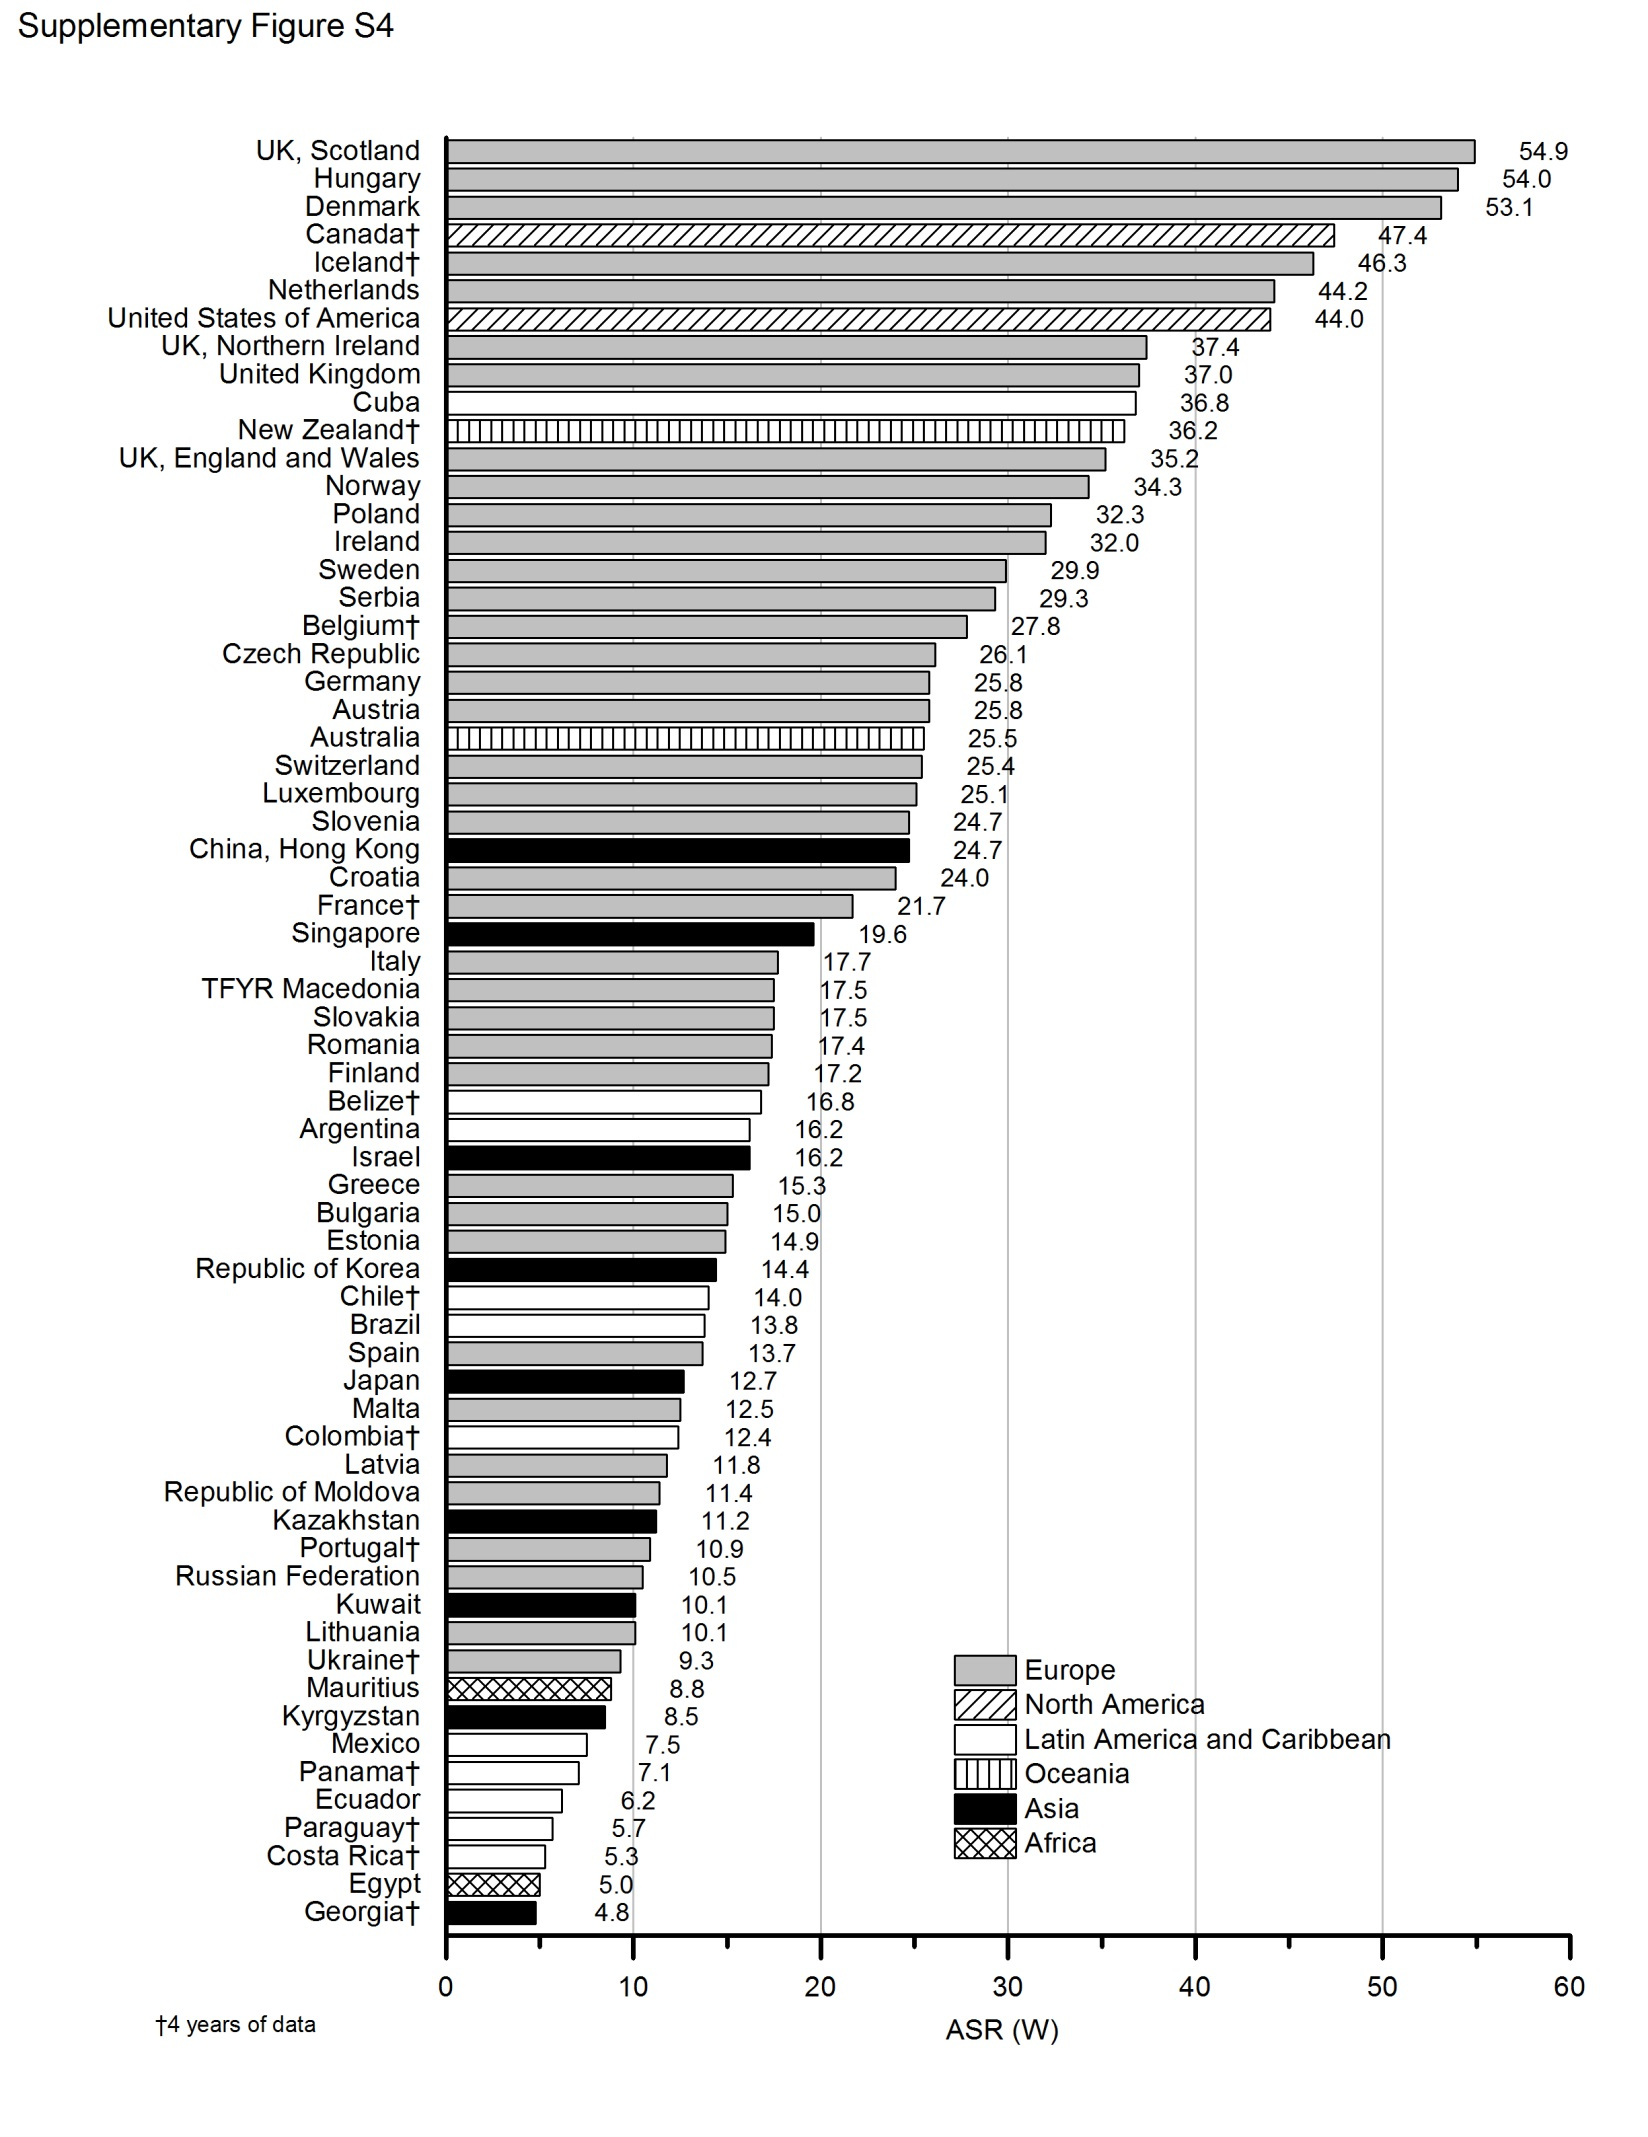 Supplementary Figure S4
UK, Scotland 54.9
Hungary 54.0
Denmark 53.1
Canada† 47.4
Iceland† 46.3
Netherlands 44.2
United States of America 44.0
UK, Northern Ireland 37.4
United Kingdom 37.0
Cuba 36.8
New Zealand† 36.2
UK, England and Wales 35.2
Norway 34.3
Poland 32.3
Ireland 32.0
Sweden 29.9
Serbia 29.3
Belgium† 27.8
Czech Republic 26.1
Germany 25.8
Austria 25.8
Australia 25.5
Switzerland 25.4
Luxembourg 25.1
Slovenia 24.7
China, Hong Kong 24.7
Croatia 24.0
France† 21.7
Singapore 19.6
Italy 17.7
TFYR Macedonia 17.5
Slovakia 17.5
Romania 17.4
Finland 17.2
Belize† 16.8
Argentina 16.2
Israel 16.2
Greece 15.3
Bulgaria 15.0
Estonia 14.9
Republic of Korea 14.4
Chile† 14.0
Brazil 13.8
Spain 13.7
Japan 12.7
Malta 12.5
Colombia† 12.4
Latvia 11.8
Republic of Moldova 11.4
Kazakhstan 11.2
Portugal† 10.9
Russian Federation 10.5
Kuwait 10.1
Lithuania 10.1
Ukraine† 9.3
Mauritius 8.8
Kyrgyzstan 8.5
Mexico 7.5
Panama† 7.1
Ecuador 6.2
Paraguay† 5.7
Costa Rica† 5.3
Egypt 5.0
Georgia† 4.8
Europe
North America
Latin America and Caribbean
Oceania
Asia
Africa
0 10 20 30 40 50 60
†4 years of data
ASR (W)